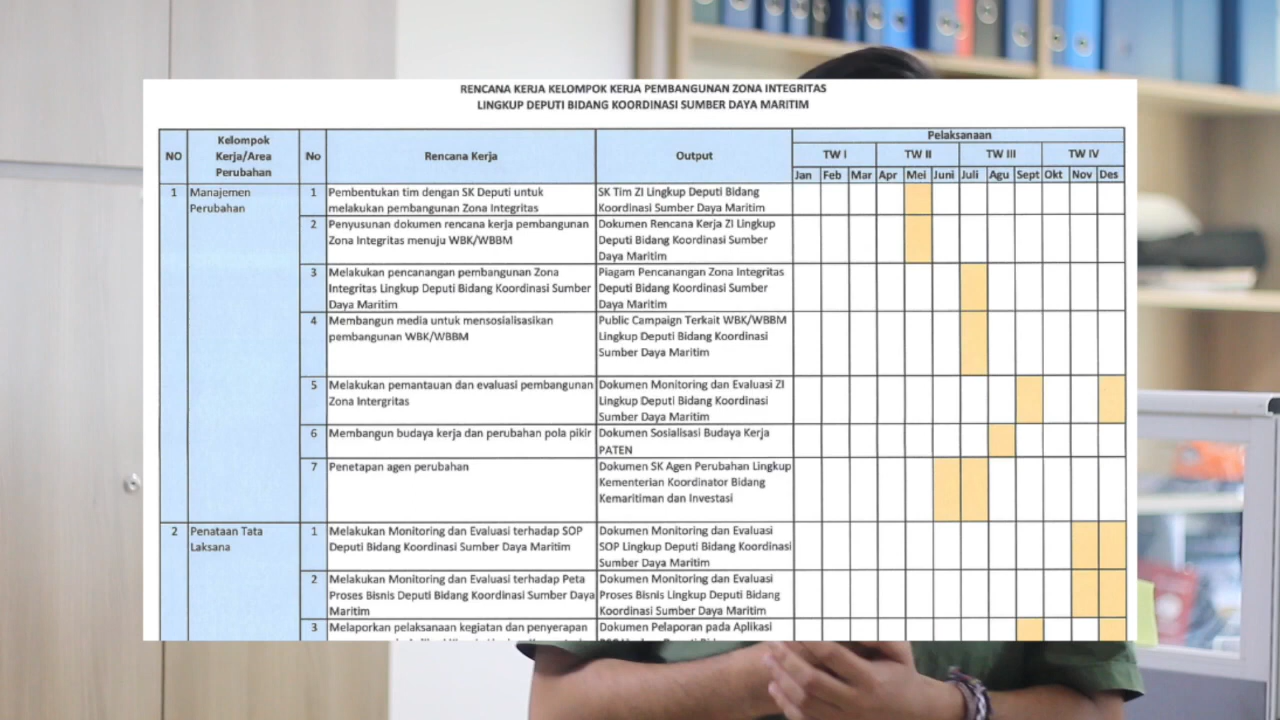 RENCANA KERJA KELOMPOK KERJA PEMBANGUNAN ZONA INTEGRITAS
LINGKUP DEPUTI BIDANG KOORDINASI SUMBER DAYA MARITIM
NO
Kelompok
Kerja/Area
Perubahan
No
Rencana Kerja
Output
Pelaksanaan
TW I TW II TW III TW IV
Jan Feb Mar Apr Mei Juni Juli Agu Sept Okt Nov Des
1 Manajemen
Perubahan
1 Pembentukan tim dengan SK Deputi untuk
melakukan pembangunan Zona Integritas
SK Tim ZI Lingkup Deputi Bidang
Koordinasi Sumber Daya Maritim
2 Penyusunan dokumen rencana kerja pembangunan
Zona Integritas menuju WBK/WBBM
Dokumen Rencana Kerja ZI Lingkup
Deputi Bidang Koordinasi Sumber
Daya Maritim
3 Melakukan pencanangan pembangunan Zona
Integritas Lingkup Deputi Bidang Koordinasi Sumber
Daya Maritim
Piagam Pencanangan Zona Integritas
Deputi Bidang Koordinasi Sumber
Daya Maritim
4 Membangun media untuk mensosialisasikan
pembangunan WBK/WBBM
Public Campaign Terkait WBK/WBBM
Lingkup Deputi Bidang Koordinasi
Sumber Daya Maritim
5 Melakukan pemantauan dan evaluasi pembangunan
Zona Intergritas
Dokumen Monitoring dan Evaluasi ZI
Lingkup Deputi Bidang Koordinasi
Sumber Daya Maritim
6 Membangun budaya kerja dan perubahan pola pikir
Dokumen Sosialisasi Budaya Kerja
PATEN
7 Penetapan agen perubahan
Dokumen SK Agen Perubahan Lingkup
Kementerian Koordinator Bidang
Kemaritiman dan Investasi
2 Penataan Tata
Laksana
1 Melakukan Monitoring dan Evaluasi terhadap SOP
Deputi Bidang Koordinasi Sumber Daya Maritim
Dokumen Monitoring dan Evaluasi
SOP Lingkup Deputi Bidang Koordinasi
Sumber Daya Maritim
2 Melakukan Monitoring dan Evaluasi terhadap Peta
Proses Bisnis Deputi Bidang Koordinasi Sumber Daya
Maritim
Dokumen Monitoring dan Evaluasi
Proses Bisnis Lingkup Deputi Bidang
Koordinasi Sumber Daya Maritim
3 Melaporkan pelaksanaan kegiatan dan penyerapan
Dokumen Pelaporan pada Aplikasi